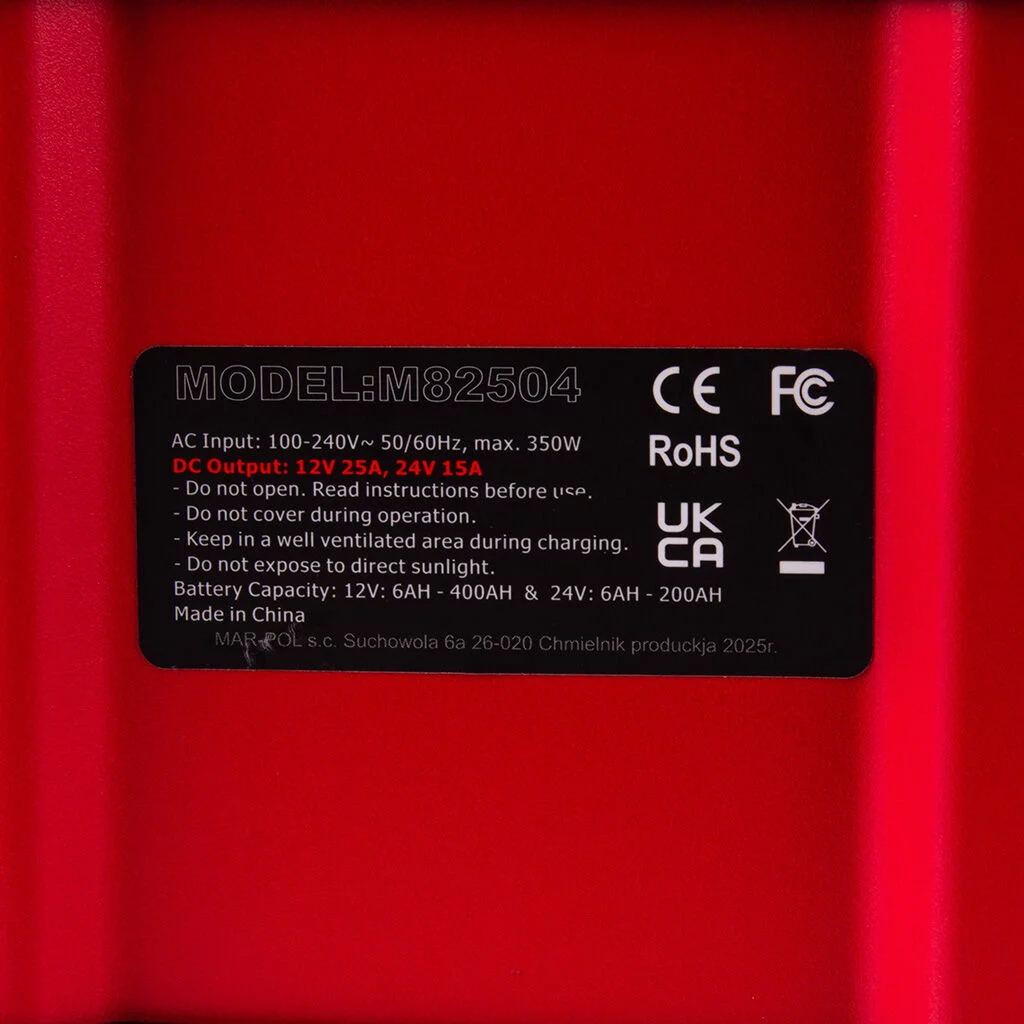 MODEL:M82504
AC Input: 100-240V~ 50/60Hz, max. 350W
DC Output: 12V 25A, 24V 15A
- Do not open. Read instructions before use.
- Do not cover during operation.
- Keep in a well ventilated area during charging.
- Do not expose to direct sunlight.
Battery Capacity: 12V: 6AH - 400AH & 24V: 6AH - 200AH
Made in China
MAR-POL s.c. Suchowola 6a 26-020 Chmielnik produckja 2025r.
CE FC
RoHS
UK
CA